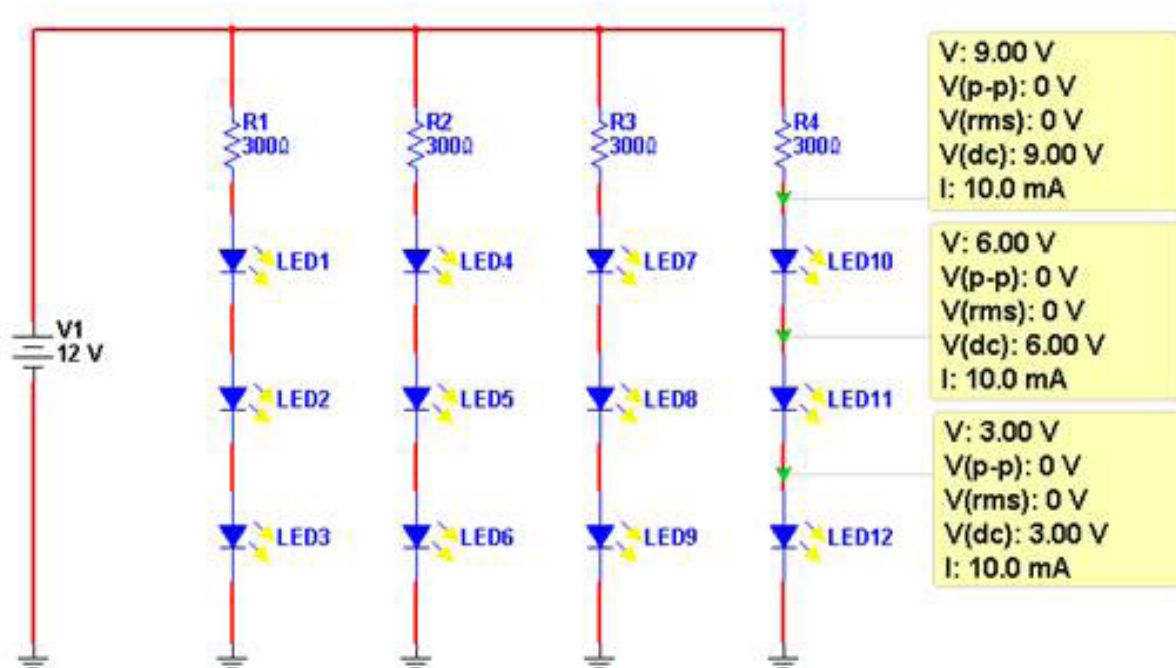 V1
12 V
R1
300Ω
LED1
LED2
LED3
R2
300Ω
LED4
LED5
LED6
R3
300Ω
LED7
LED8
LED9
R4
300Ω
LED10
LED11
LED12
V: 9.00 V
V(p-p): 0 V
V(rms): 0 V
V(dc): 9.00 V
I: 10.0 mA
V: 6.00 V
V(p-p): 0 V
V(rms): 0 V
V(dc): 6.00 V
I: 10.0 mA
V: 3.00 V
V(p-p): 0 V
V(rms): 0 V
V(dc): 3.00 V
I: 10.0 mA